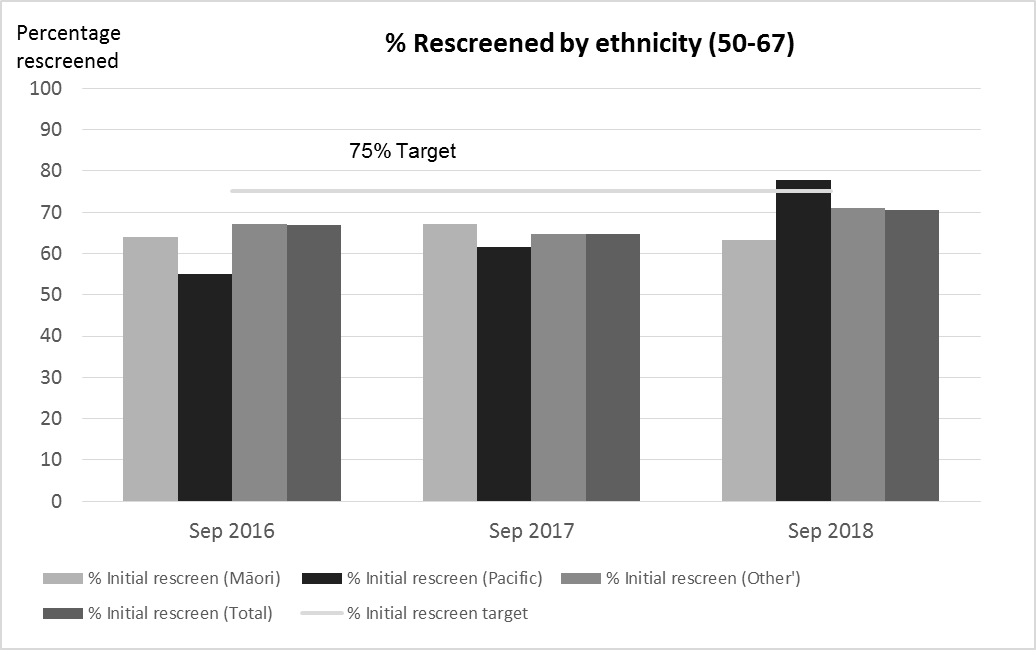 Percentage
rescreened
% Rescreened by ethnicity (50-67)
100
90
80
70
60
50
40
30
20
10
0
75% Target
Sep 2016
Sep 2017
Sep 2018
% Initial rescreen (Māori)
% Initial rescreen (Pacific)
% Initial rescreen (Other')
% Initial rescreen (Total)
% Initial rescreen target